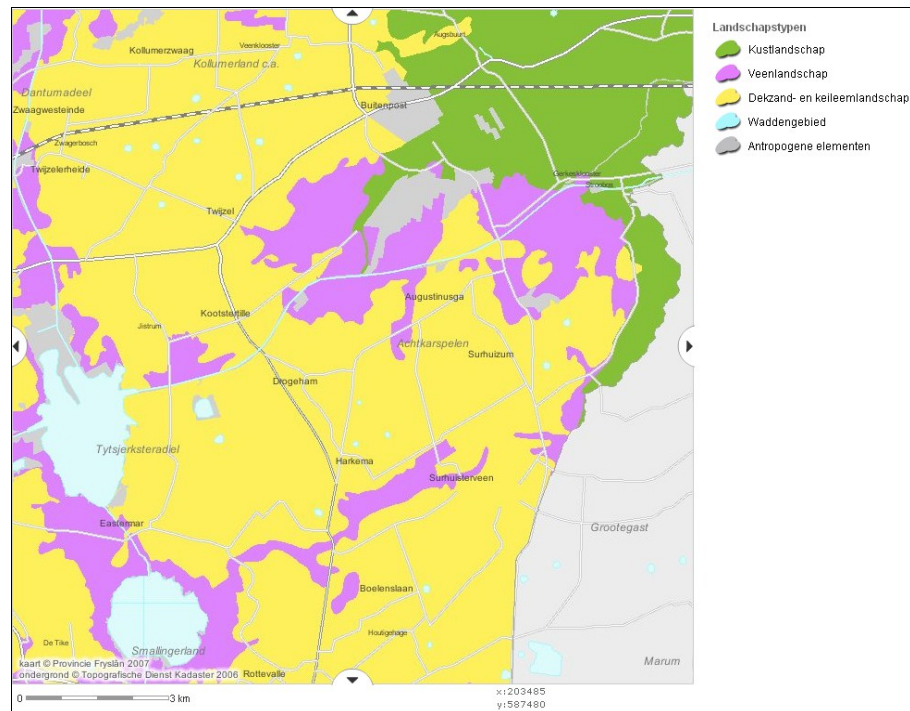 Landschapstypen
Kustlandschap
Veenlandschap
Dekzand- en keileemlandschap
Waddengebied
Antropogene elementen
Augsbuurt
Veenklooster
Kollumerzwaag
Kollumerland c.a.
Dantumadeel
Zwaagwesteinde
Buitenpost
Zwagerbosch
Twijzelerheide
Gerkesklooster
Stroobos
Twijzel
Augustinusga
Kootstertille
Jistrum
Achtkarspelen
Surhuizum
Drogeham
Tytsjerksteradiel
Harkema
Surhuisterveen
Eastermar
Grootegast
Boelenslaan
Houtigehage
De Tike
Smallingerland
Marum
kaart © Provincie Fryslân 2007
ondergrond © Topografische Dienst Kadaster 2006
Rottevalle
0 3 km
x:203485
y:587480